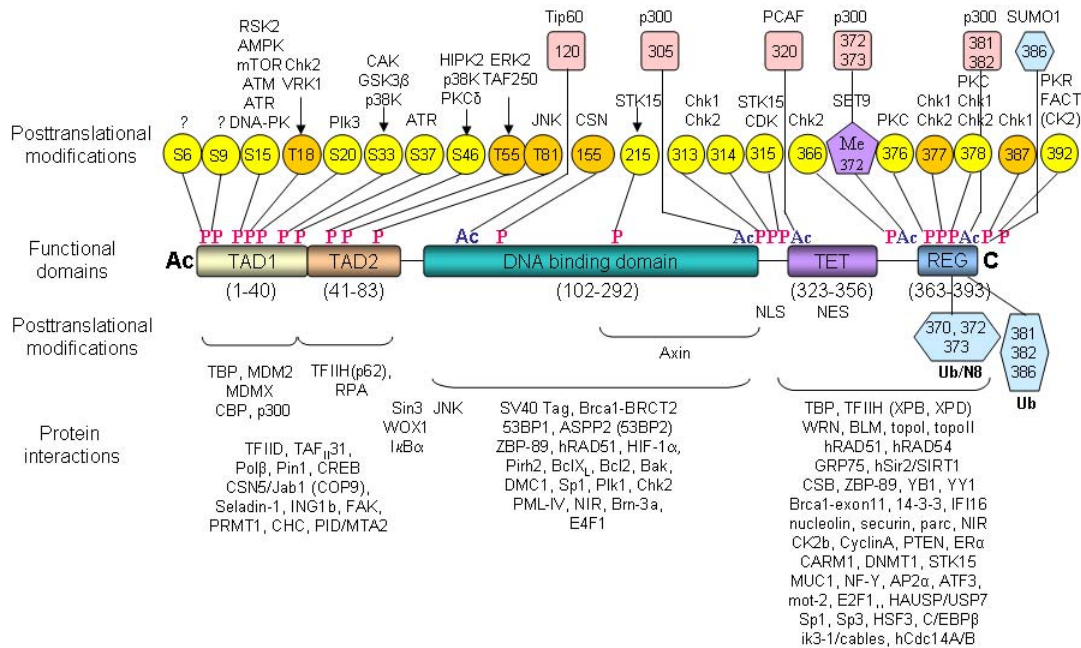 RSK2
AMPK
mTOR Chk2
ATM VRK1
ATR
DNA-PK
CAK
GSK3β
p38K
HIPK2 ERK2
p38K TAF250
PKCδ
Tip60
120
p300
305
PCAF
320
p300
372
373
p300
381
382
SUMO1
386
Posttranslational
modifications
? ? Plk3 ATR JNK CSN STK15
Chk1
Chk2
STK15
CDK
Chk2
SET9
PKC
Chk1
Chk2
PKC
Chk1
Chk2
Chk1
PKR
FACT
(CK2)
S6 S9 S15 T18 S20 S33 S37 S46 T55 T81 155 215 313 314 315 366 Me 372 376 377 378 387 392
PP PPP P P PP P Ac P P AcPPPAc PAc PPPAc P P
Functional
domains
Ac TAD1 TAD2 DNA binding domain TET REG C
(1-40) (41-83) (102-292) (323-356) (363-393)
NLS NES
Posttranslational
modifications
Axin
370, 372
373
Ub/N8
381
382
386
Ub
Protein
interactions
TBP, MDM2
MDMX
CBP, p300
TFIID, TAFII31,
Polβ, Pin1, CREB
CSN5/Jab1 (COP9),
Seladin-1, ING1b, FAK,
PRMT1, CHC, PID/MTA2
TFIIH(p62),
RPA
Sin3 JNK
WOX1
IκBα
SV40 Tag, Brca1-BRCT2
53BP1, ASPP2 (53BP2)
ZBP-89, hRAD51, HIF-1α,
Pirh2, BclXL, Bcl2, Bak,
DMC1, Sp1, Plk1, Chk2
PML-IV, NIR, Brn-3a,
E4F1
TBP, TFIIH (XPB, XPD)
WRN, BLM, topoI, topoII
hRAD51, hRAD54
GRP75, hSir2/SIRT1
CSB, ZBP-89, YB1, YY1
Brca1-exon11, 14-3-3, IFI16
nucleolin, securin, parc, NIR
CK2b, CyclinA, PTEN, ERα
CARM1, DNMT1, STK15
MUC1, NF-Y, AP2α, ATF3,
mot-2, E2F1,, HAUSP/USP7
Sp1, Sp3, HSF3, C/EBPβ
ik3-1/cables, hCdc14A/B